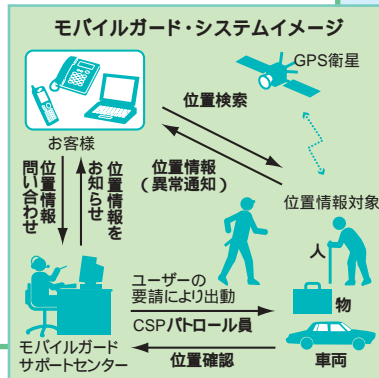 モバイルガード・システムイメージ
GPS衛星
位置検索
お客様
位置情報
(異常通知)
位置情報
問い合わせ
位置情報を
お知らせ
位置情報対象
人
物
車両
ユーザーの
要請により出動
CSPパトロール員
モバイルガード
サポートセンター
位置確認